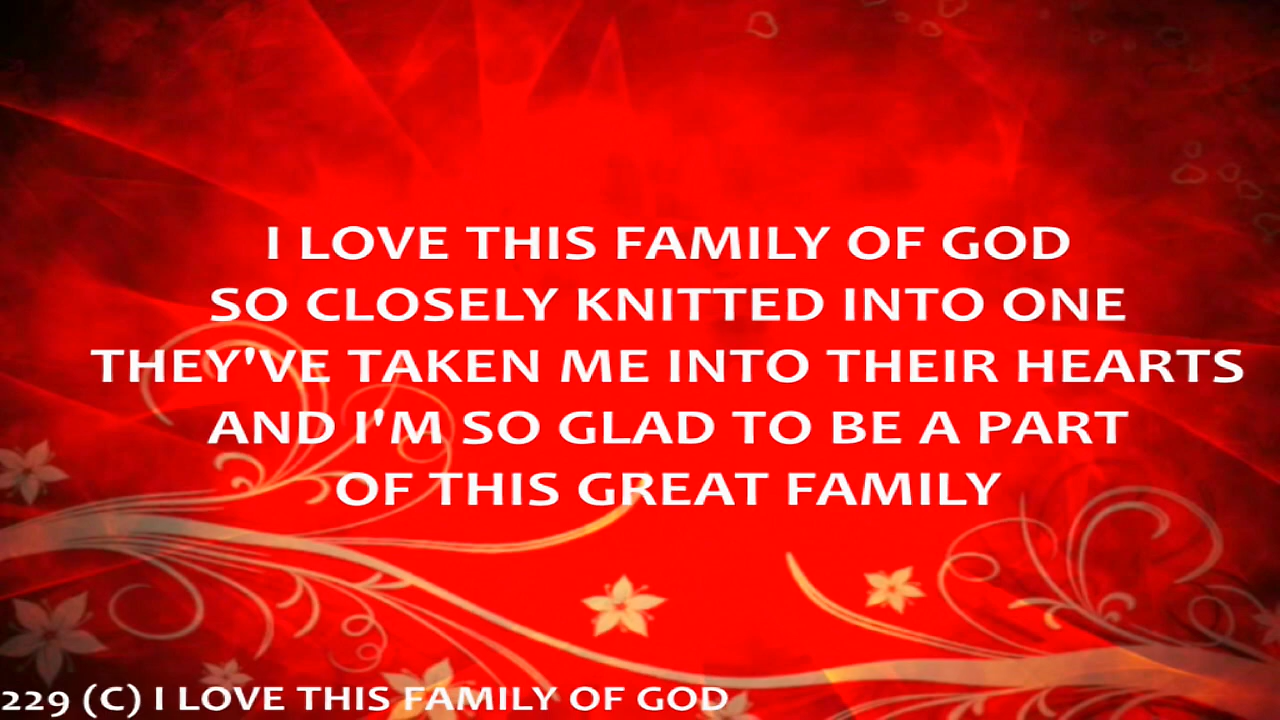 I LOVE THIS FAMILY OF GOD
SO CLOSELY KNITTED INTO ONE
THEY'VE TAKEN ME INTO THEIR HEARTS
AND I'M SO GLAD TO BE A PART
OF THIS GREAT FAMILY
229 (C) I LOVE THIS FAMILY OF GOD